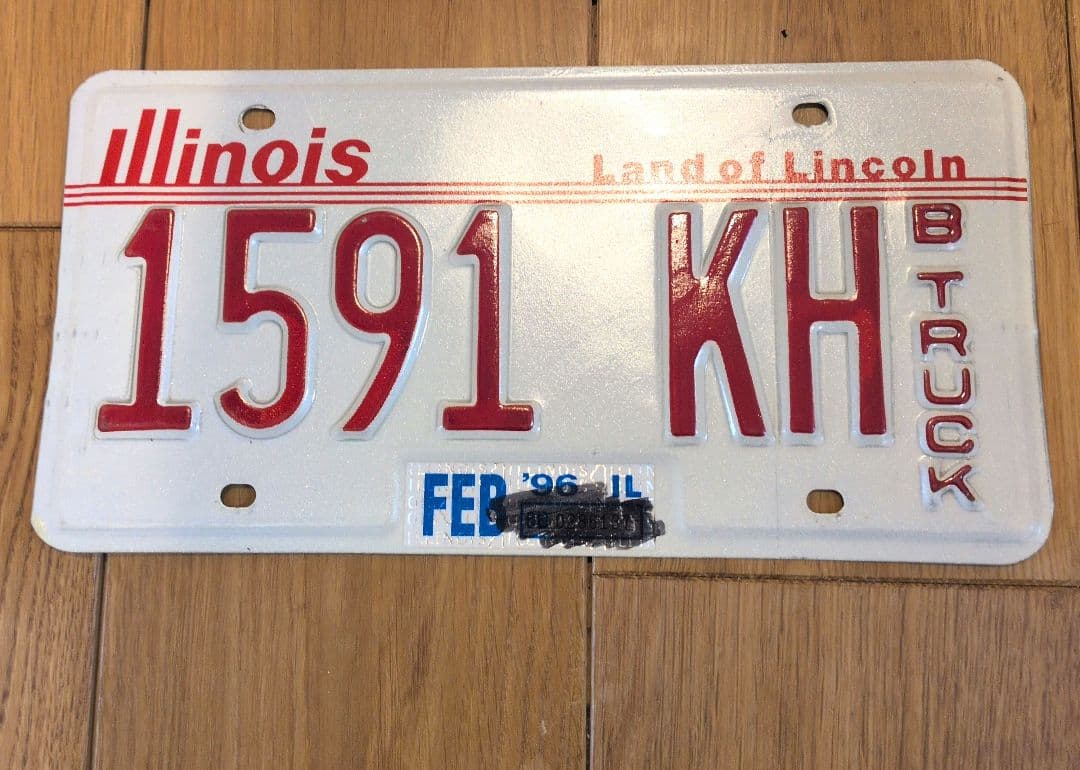 Illinois
Land of Lincoln
1591 KH
B TRUCK
FEB '96 IL